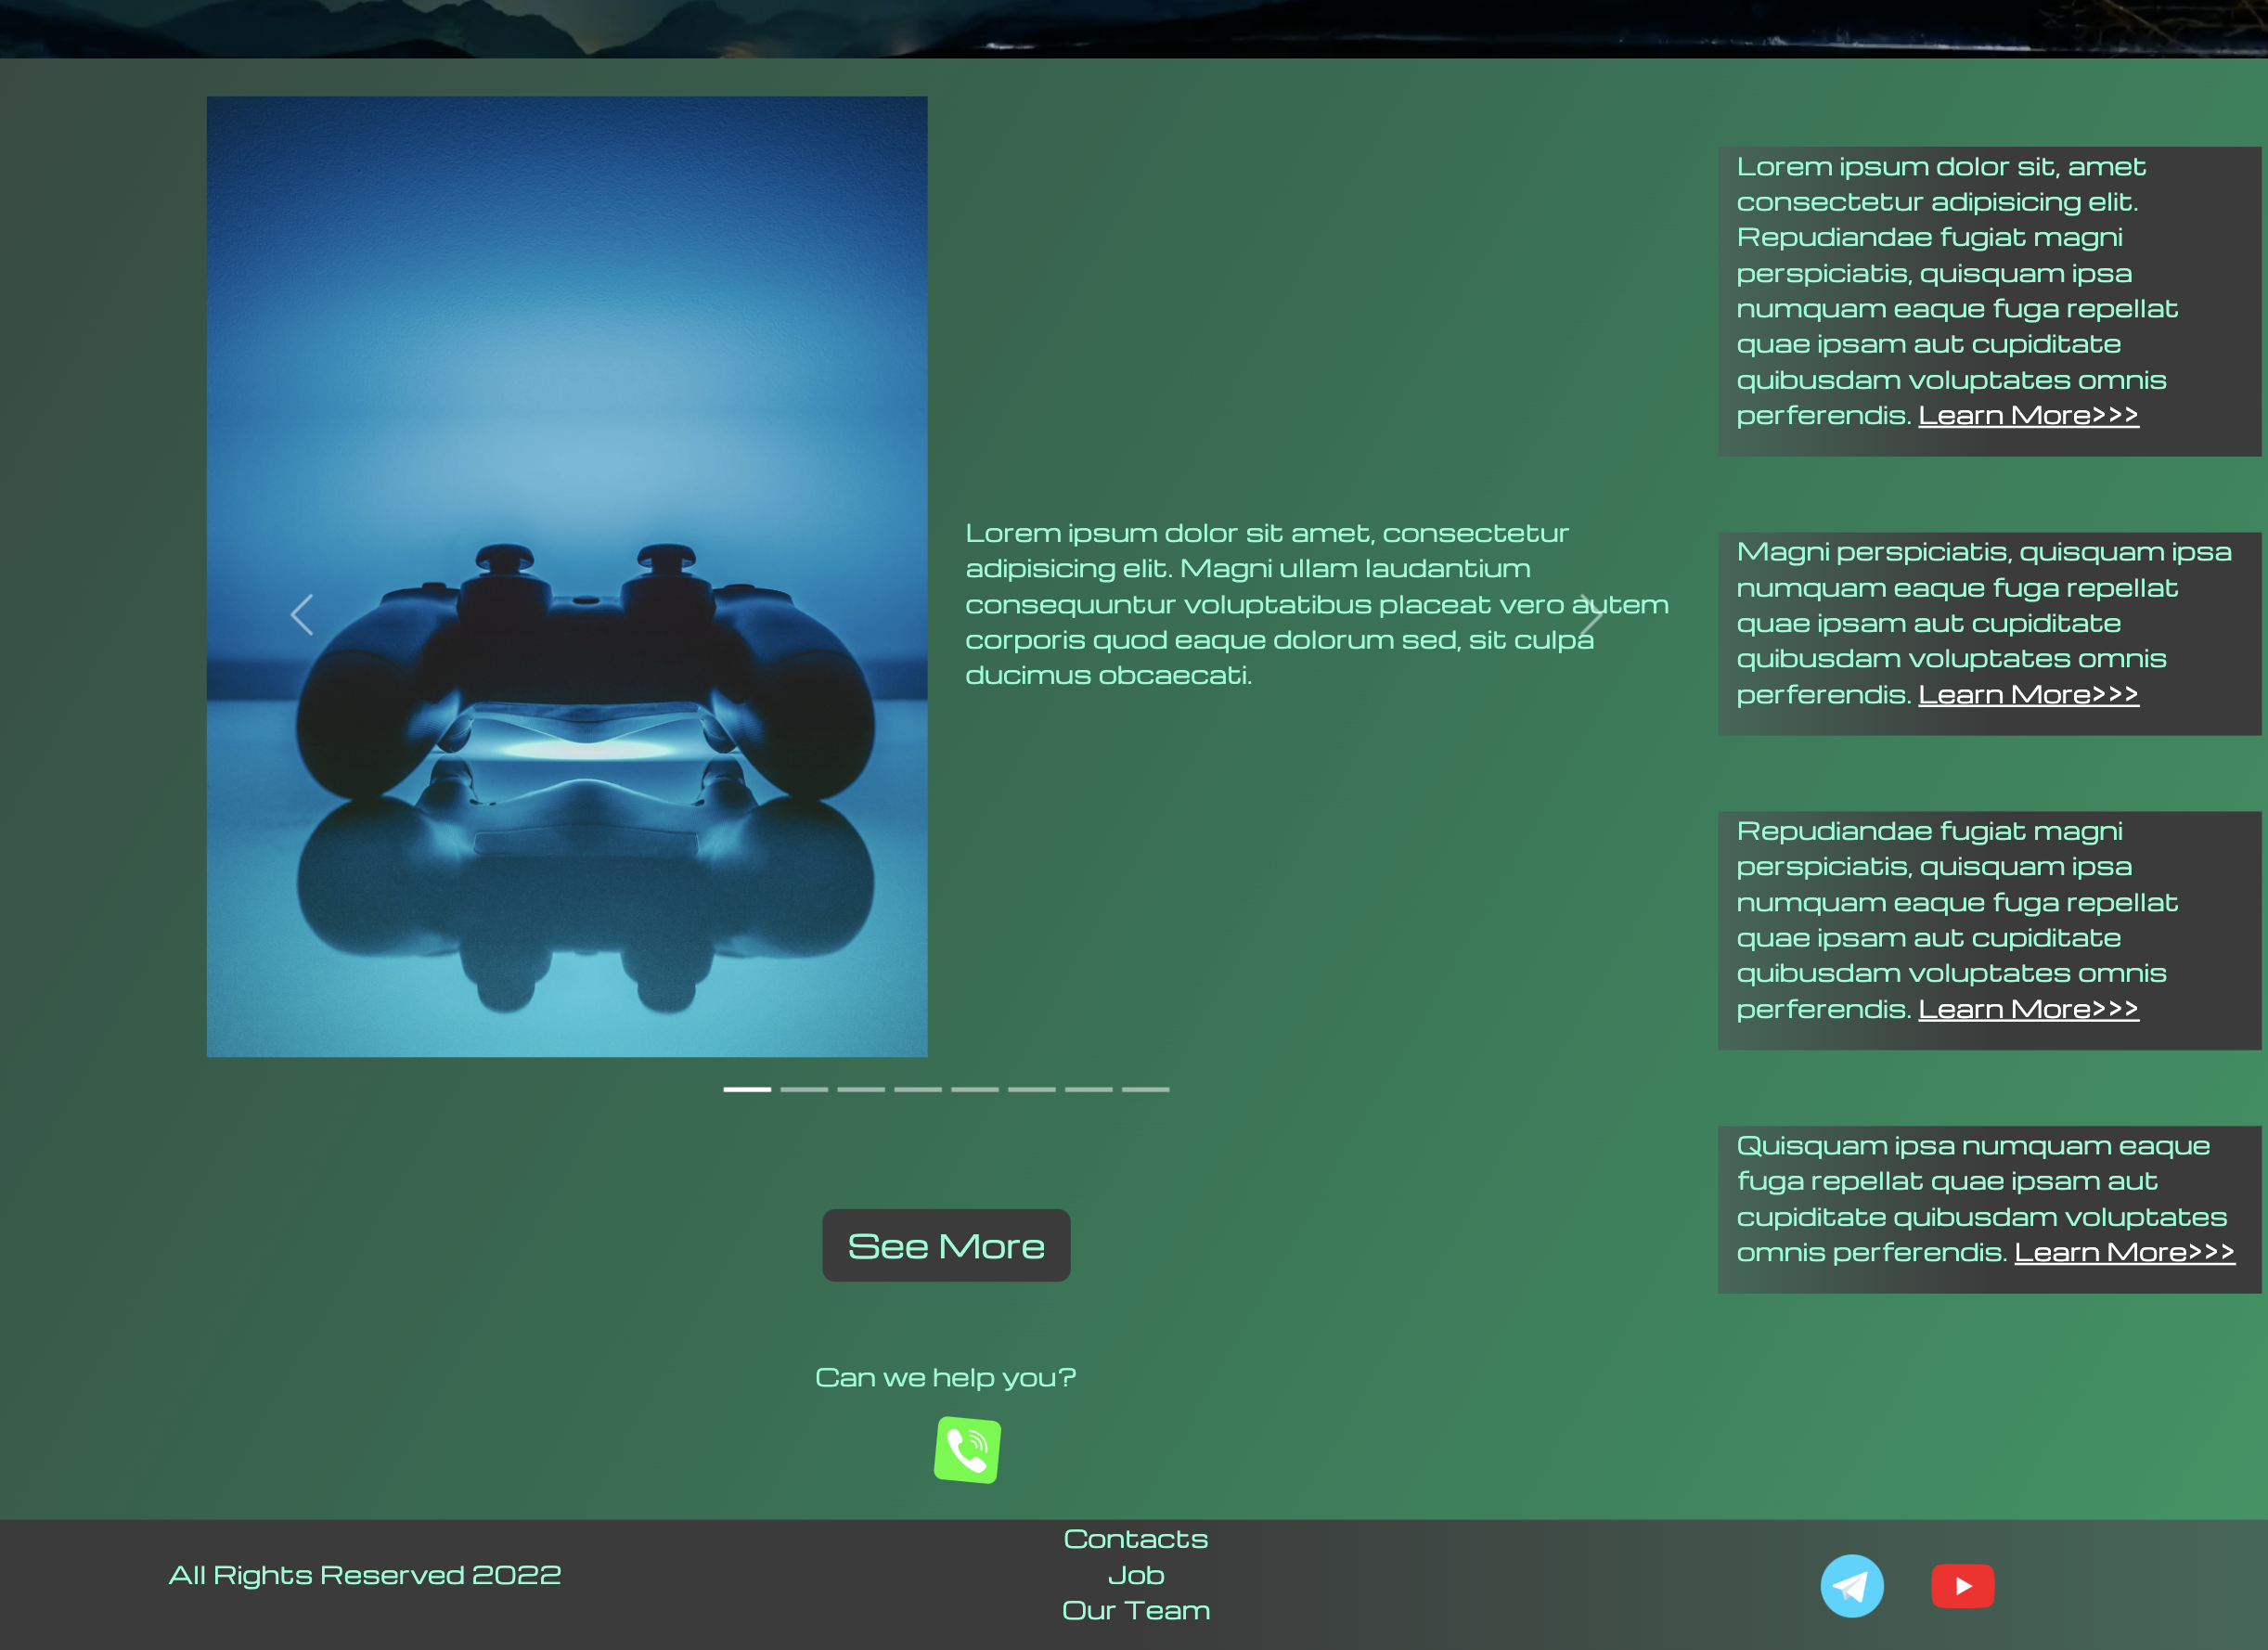 Lorem ipsum dolor sit amet, consectetur
adipisicing elit. Magni ullam laudantium
consequuntur voluptatibus placeat vero autem
corporis quod eaque dolorum sed, sit culpa
ducimus obcaecati.
Lorem ipsum dolor sit, amet
consectetur adipisicing elit.
Repudiandae fugiat magni
perspiciatis, quisquam ipsa
numquam eaque fuga repellat
quae ipsam aut cupiditate
quibusdam voluptates omnis
perferendis. Learn More>>>
Magni perspiciatis, quisquam ipsa
numquam eaque fuga repellat
quae ipsam aut cupiditate
quibusdam voluptates omnis
perferendis. Learn More>>>
Repudiandae fugiat magni
perspiciatis, quisquam ipsa
numquam eaque fuga repellat
quae ipsam aut cupiditate
quibusdam voluptates omnis
perferendis. Learn More>>>
Quisquam ipsa numquam eaque
fuga repellat quae ipsam aut
cupiditate quibusdam voluptates
omnis perferendis. Learn More>>>
See More
Can we help you?
All Rights Reserved 2022
Contacts
Job
Our Team